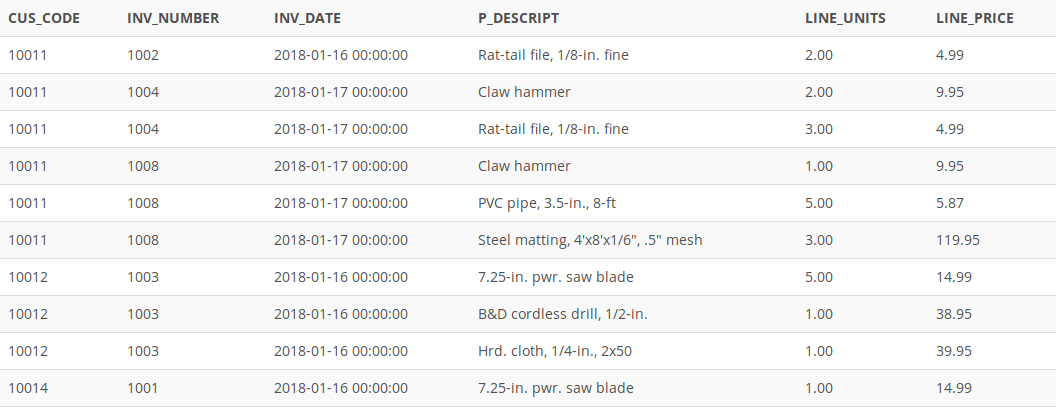 CUS_CODE INV_NUMBER INV_DATE P_DESCRIPT LINE_UNITS LINE_PRICE
10011 1002 2018-01-16 00:00:00 Rat-tail file, 1/8-in. fine 2.00 4.99
10011 1004 2018-01-17 00:00:00 Claw hammer 2.00 9.95
10011 1004 2018-01-17 00:00:00 Rat-tail file, 1/8-in. fine 3.00 4.99
10011 1008 2018-01-17 00:00:00 Claw hammer 1.00 9.95
10011 1008 2018-01-17 00:00:00 PVC pipe, 3.5-in., 8-ft 5.00 5.87
10011 1008 2018-01-17 00:00:00 Steel matting, 4'x8'x1/6", .5" mesh 3.00 119.95
10012 1003 2018-01-16 00:00:00 7.25-in. pwr. saw blade 5.00 14.99
10012 1003 2018-01-16 00:00:00 B&D cordless drill, 1/2-in. 1.00 38.95
10012 1003 2018-01-16 00:00:00 Hrd. cloth, 1/4-in., 2x50 1.00 39.95
10014 1001 2018-01-16 00:00:00 7.25-in. pwr. saw blade 1.00 14.99